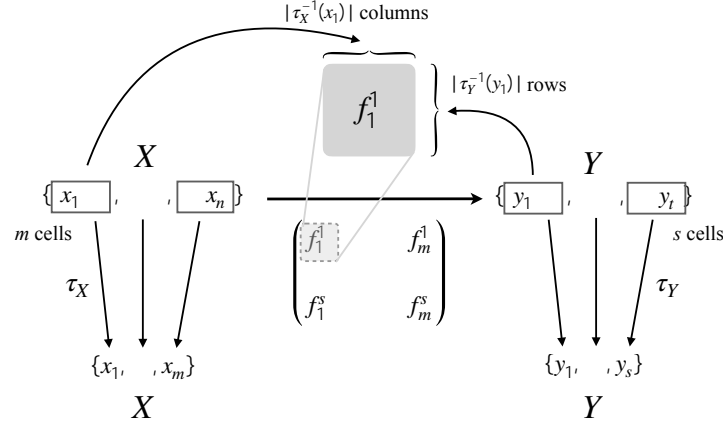 |τ_X^{-1}(x_1)| columns
f_1^1
|τ_Y^{-1}(y_1)| rows
X
Y
{ x_1 , , x_n }
{ y_1 , , y_t }
m cells
s cells
f_1^1 f_m^1
f_1^s f_m^s
τ_X
τ_Y
{x_1, , x_m}
{y_1, , y_s}
X
Y